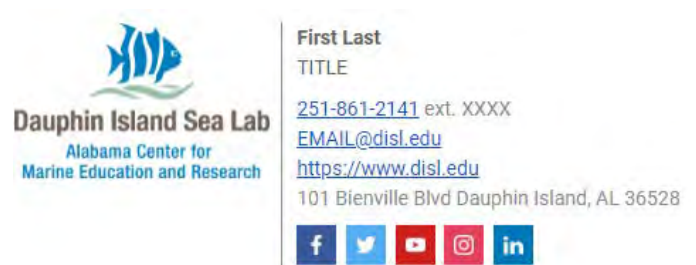 Dauphin Island Sea Lab
Alabama Center for
Marine Education and Research
First Last
TITLE
251-861-2141 ext. XXXX
EMAIL@disl.edu
https://www.disl.edu
101 Bienville Blvd Dauphin Island, AL 36528
f
in